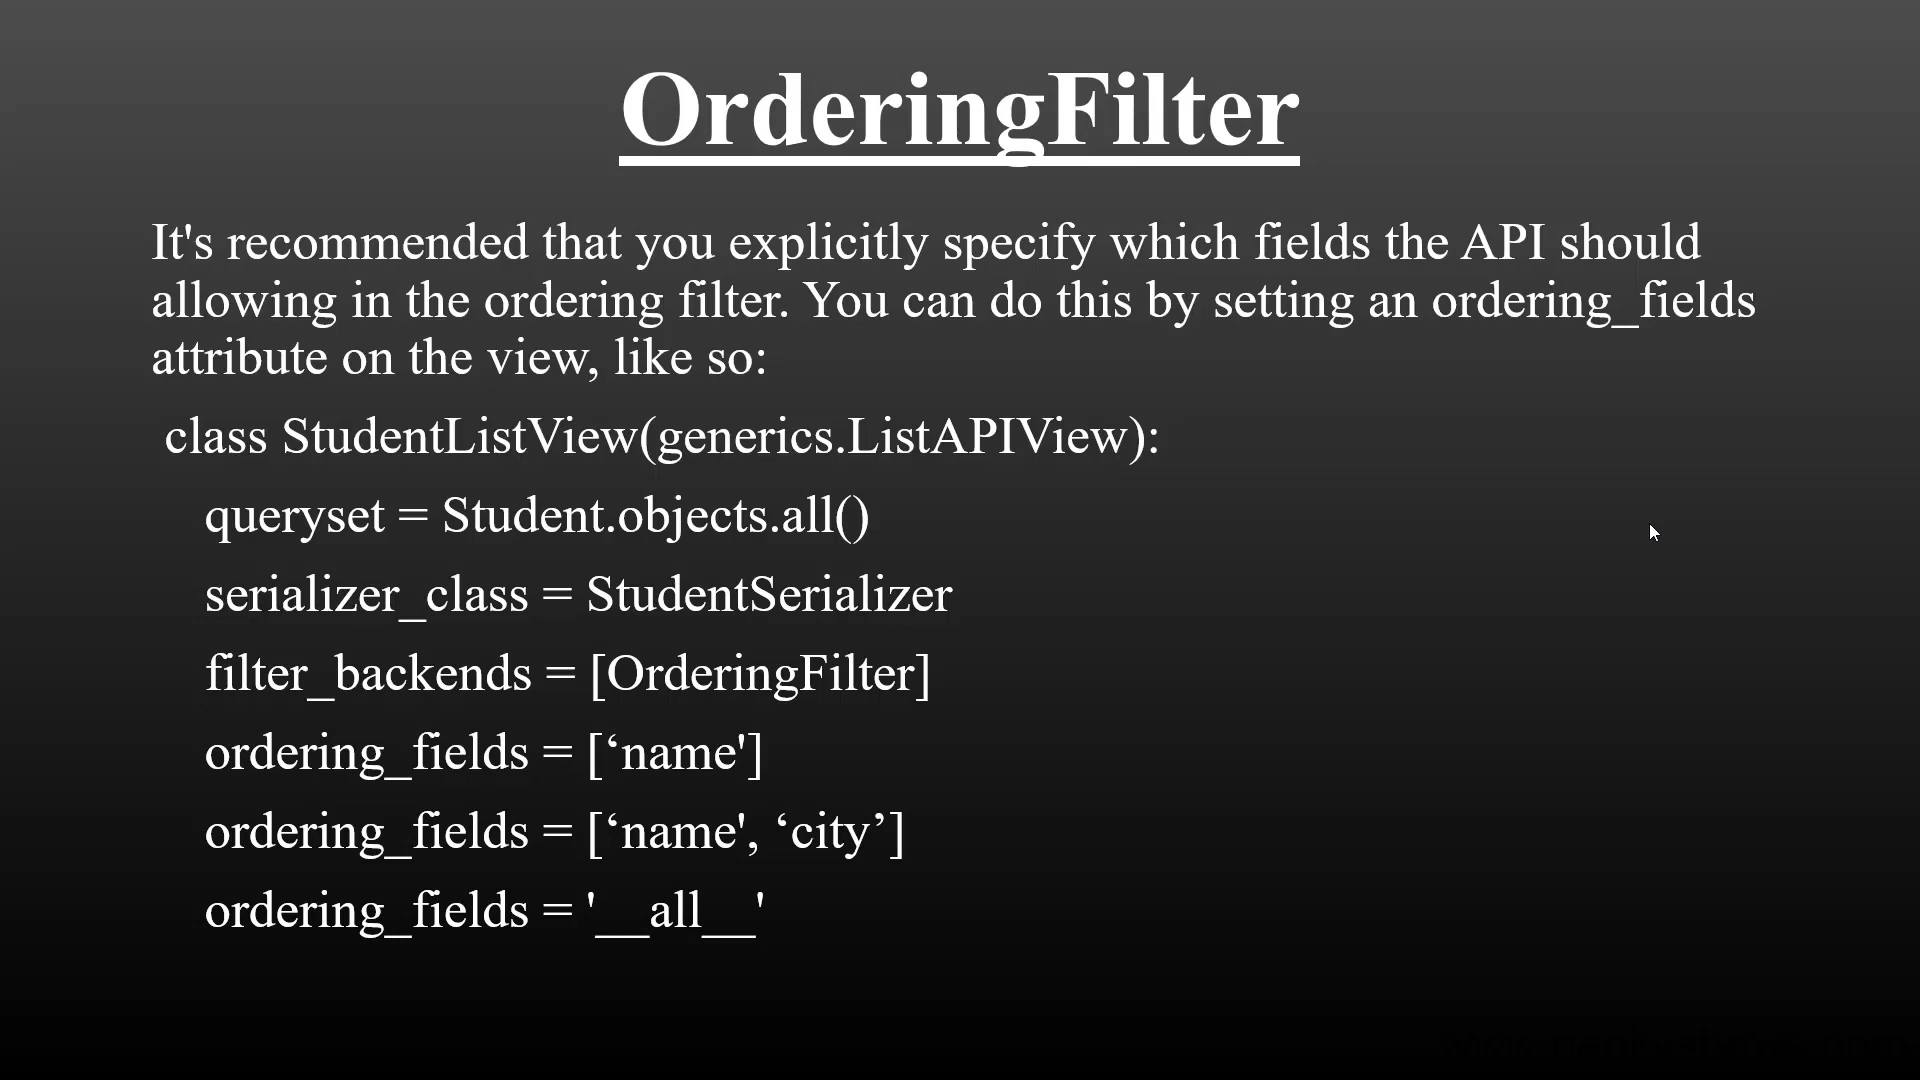 OrderingFilter
It's recommended that you explicitly specify which fields the API should
allowing in the ordering filter. You can do this by setting an ordering_fields
attribute on the view, like so:
class StudentListView(generics.ListAPIView):
queryset = Student.objects.all()
serializer_class = StudentSerializer
filter_backends = [OrderingFilter]
ordering_fields = [‘name']
ordering_fields = [‘name', ‘city’]
ordering_fields = '__all__'